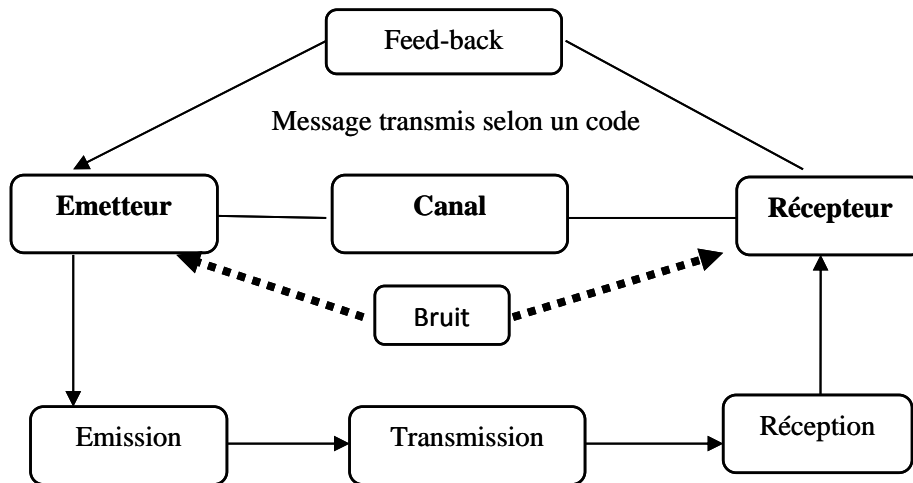 Feed-back
Message transmis selon un code
Emetteur
Canal
Récepteur
Bruit
Emission
Transmission
Réception